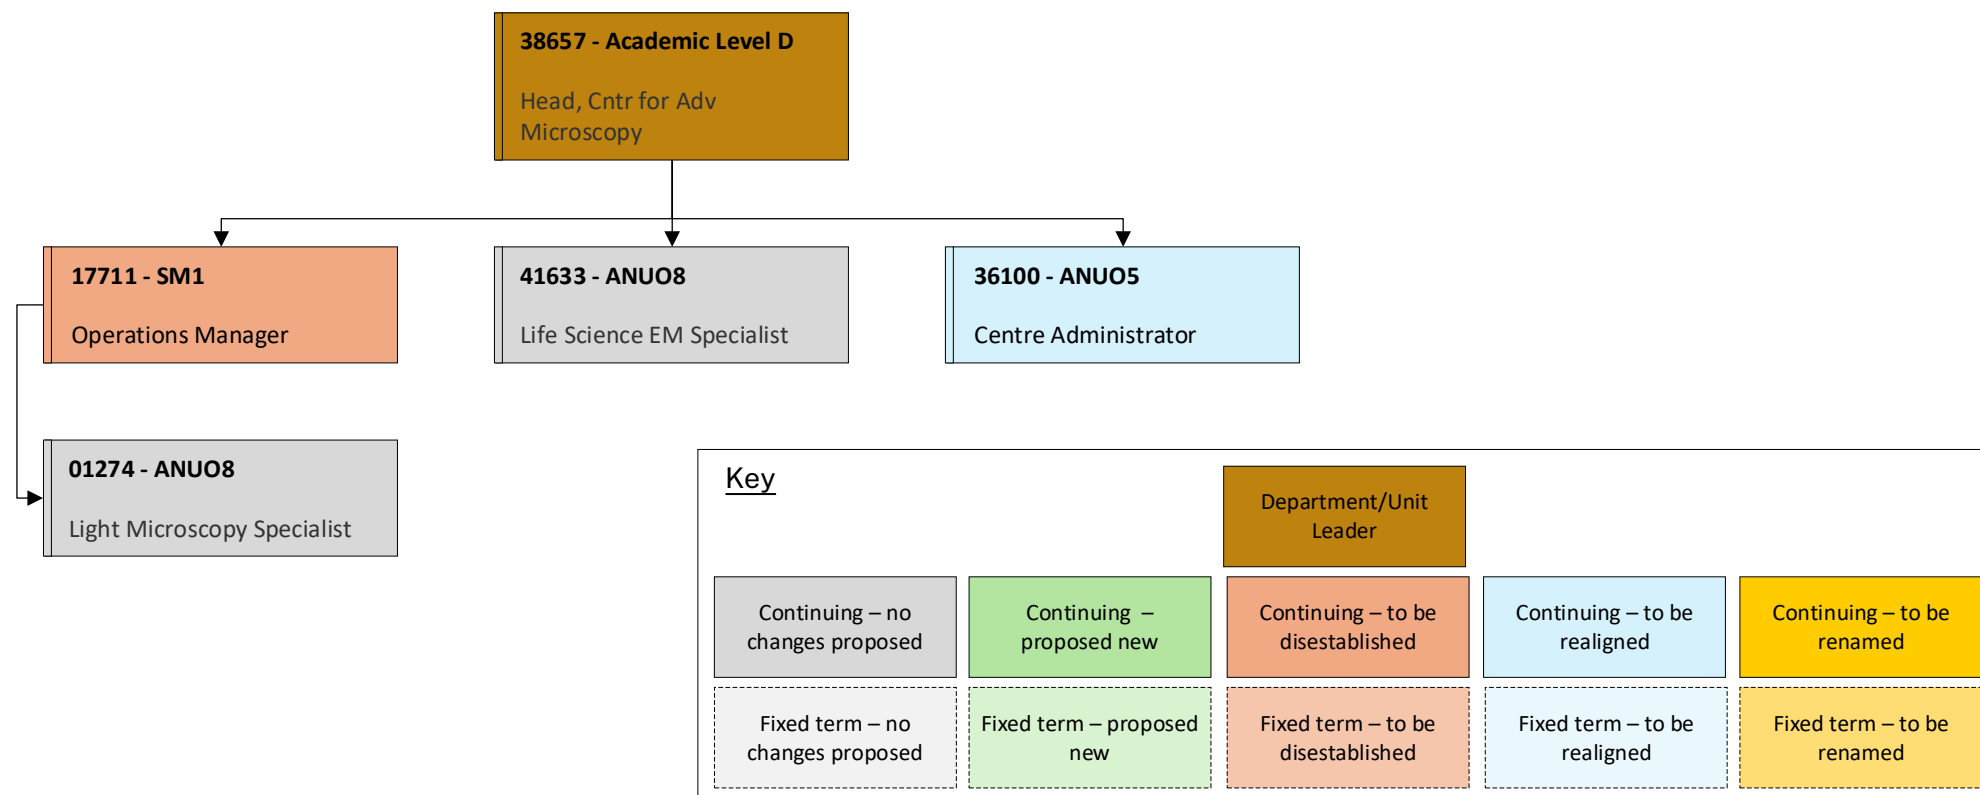 38657 - Academic Level D
Head, Cntr for Adv
Microscopy
17711 - SM1
Operations Manager
41633 - ANUO8
Life Science EM Specialist
36100 - ANUO5
Centre Administrator
01274 - ANUO8
Light Microscopy Specialist
Key
Department/Unit
Leader
Continuing – no
changes proposed
Continuing –
proposed new
Continuing – to be
disestablished
Continuing – to be
realigned
Continuing – to be
renamed
Fixed term – no
changes proposed
Fixed term – proposed
new
Fixed term – to be
disestablished
Fixed term – to be
realigned
Fixed term – to be
renamed